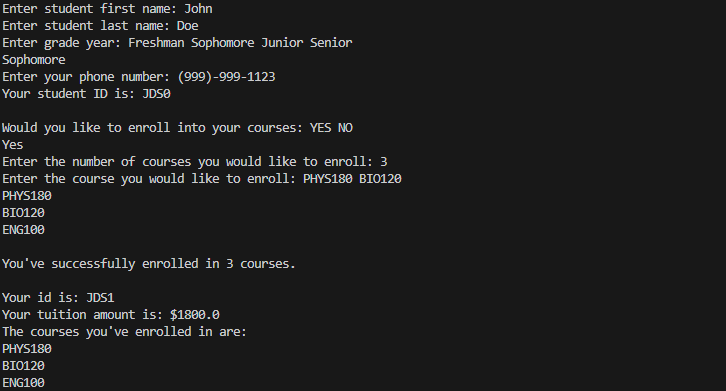 Enter student first name: John
Enter student last name: Doe
Enter grade year: Freshman Sophomore Junior Senior
Sophomore
Enter your phone number: (999)-999-1123
Your student ID is: JDS0
Would you like to enroll into your courses: YES NO
Yes
Enter the number of courses you would like to enroll: 3
Enter the course you would like to enroll: PHYS180 BIO120
PHYS180
BIO120
ENG100
You've successfully enrolled in 3 courses.
Your id is: JDS1
Your tuition amount is: $1800.0
The courses you've enrolled in are:
PHYS180
BIO120
ENG100